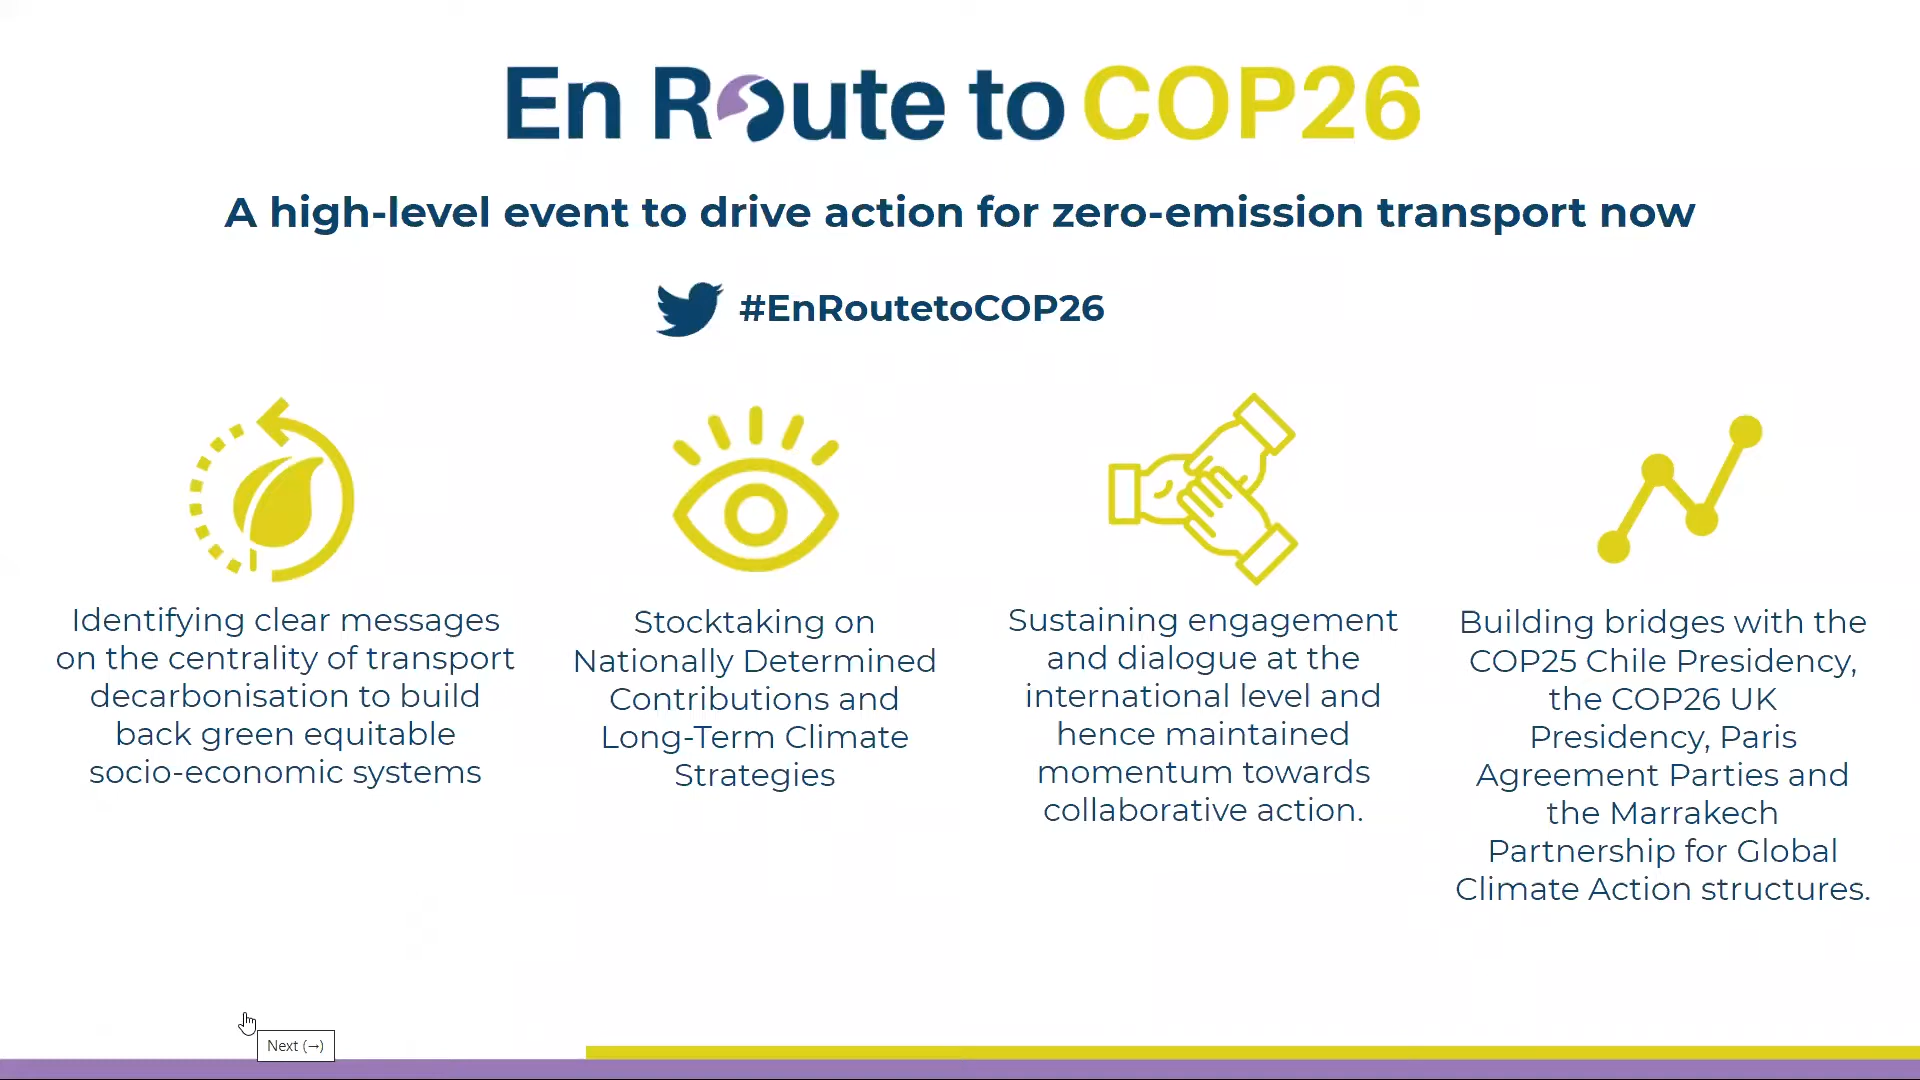 En Route to COP26
A high-level event to drive action for zero-emission transport now
#EnRoutetoCOP26
Identifying clear messages
on the centrality of transport
decarbonisation to build
back green equitable
socio-economic systems
Stocktaking on
Nationally Determined
Contributions and
Long-Term Climate
Strategies
Sustaining engagement
and dialogue at the
international level and
hence maintained
momentum towards
collaborative action.
Building bridges with the
COP25 Chile Presidency,
the COP26 UK
Presidency, Paris
Agreement Parties and
the Marrakech
Partnership for Global
Climate Action structures.
Next (→)